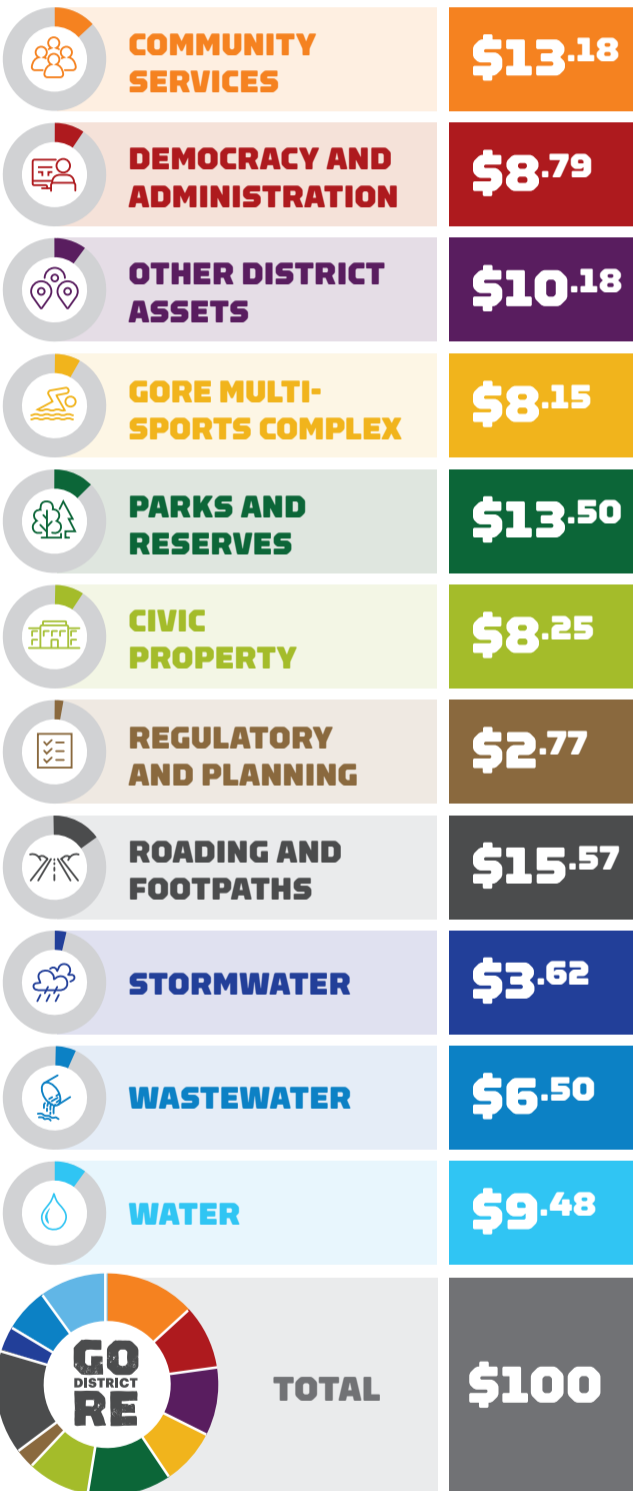 COMMUNITY
SERVICES
$13.18
DEMOCRACY AND
ADMINISTRATION
$8.79
OTHER DISTRICT
ASSETS
$10.18
GORE MULTI-
SPORTS COMPLEX
$8.15
PARKS AND
RESERVES
$13.50
CIVIC
PROPERTY
$8.25
REGULATORY
AND PLANNING
$2.77
ROADING AND
FOOTPATHS
$15.57
STORMWATER
$3.62
WASTEWATER
$6.50
WATER
$9.48
GO
DISTRICT
RE
TOTAL
$100